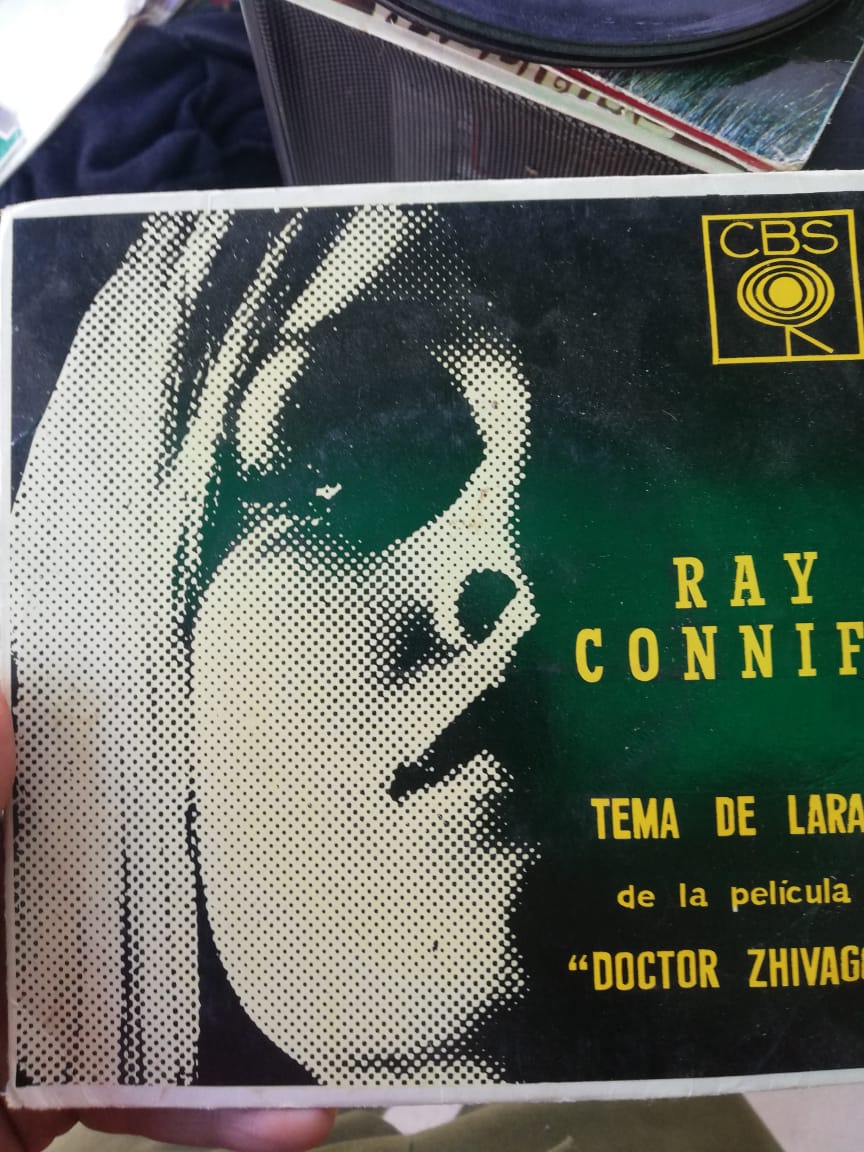 CBS
RAY
CONNIF
TEMA DE LARA
de la película
“DOCTOR ZHIVAG